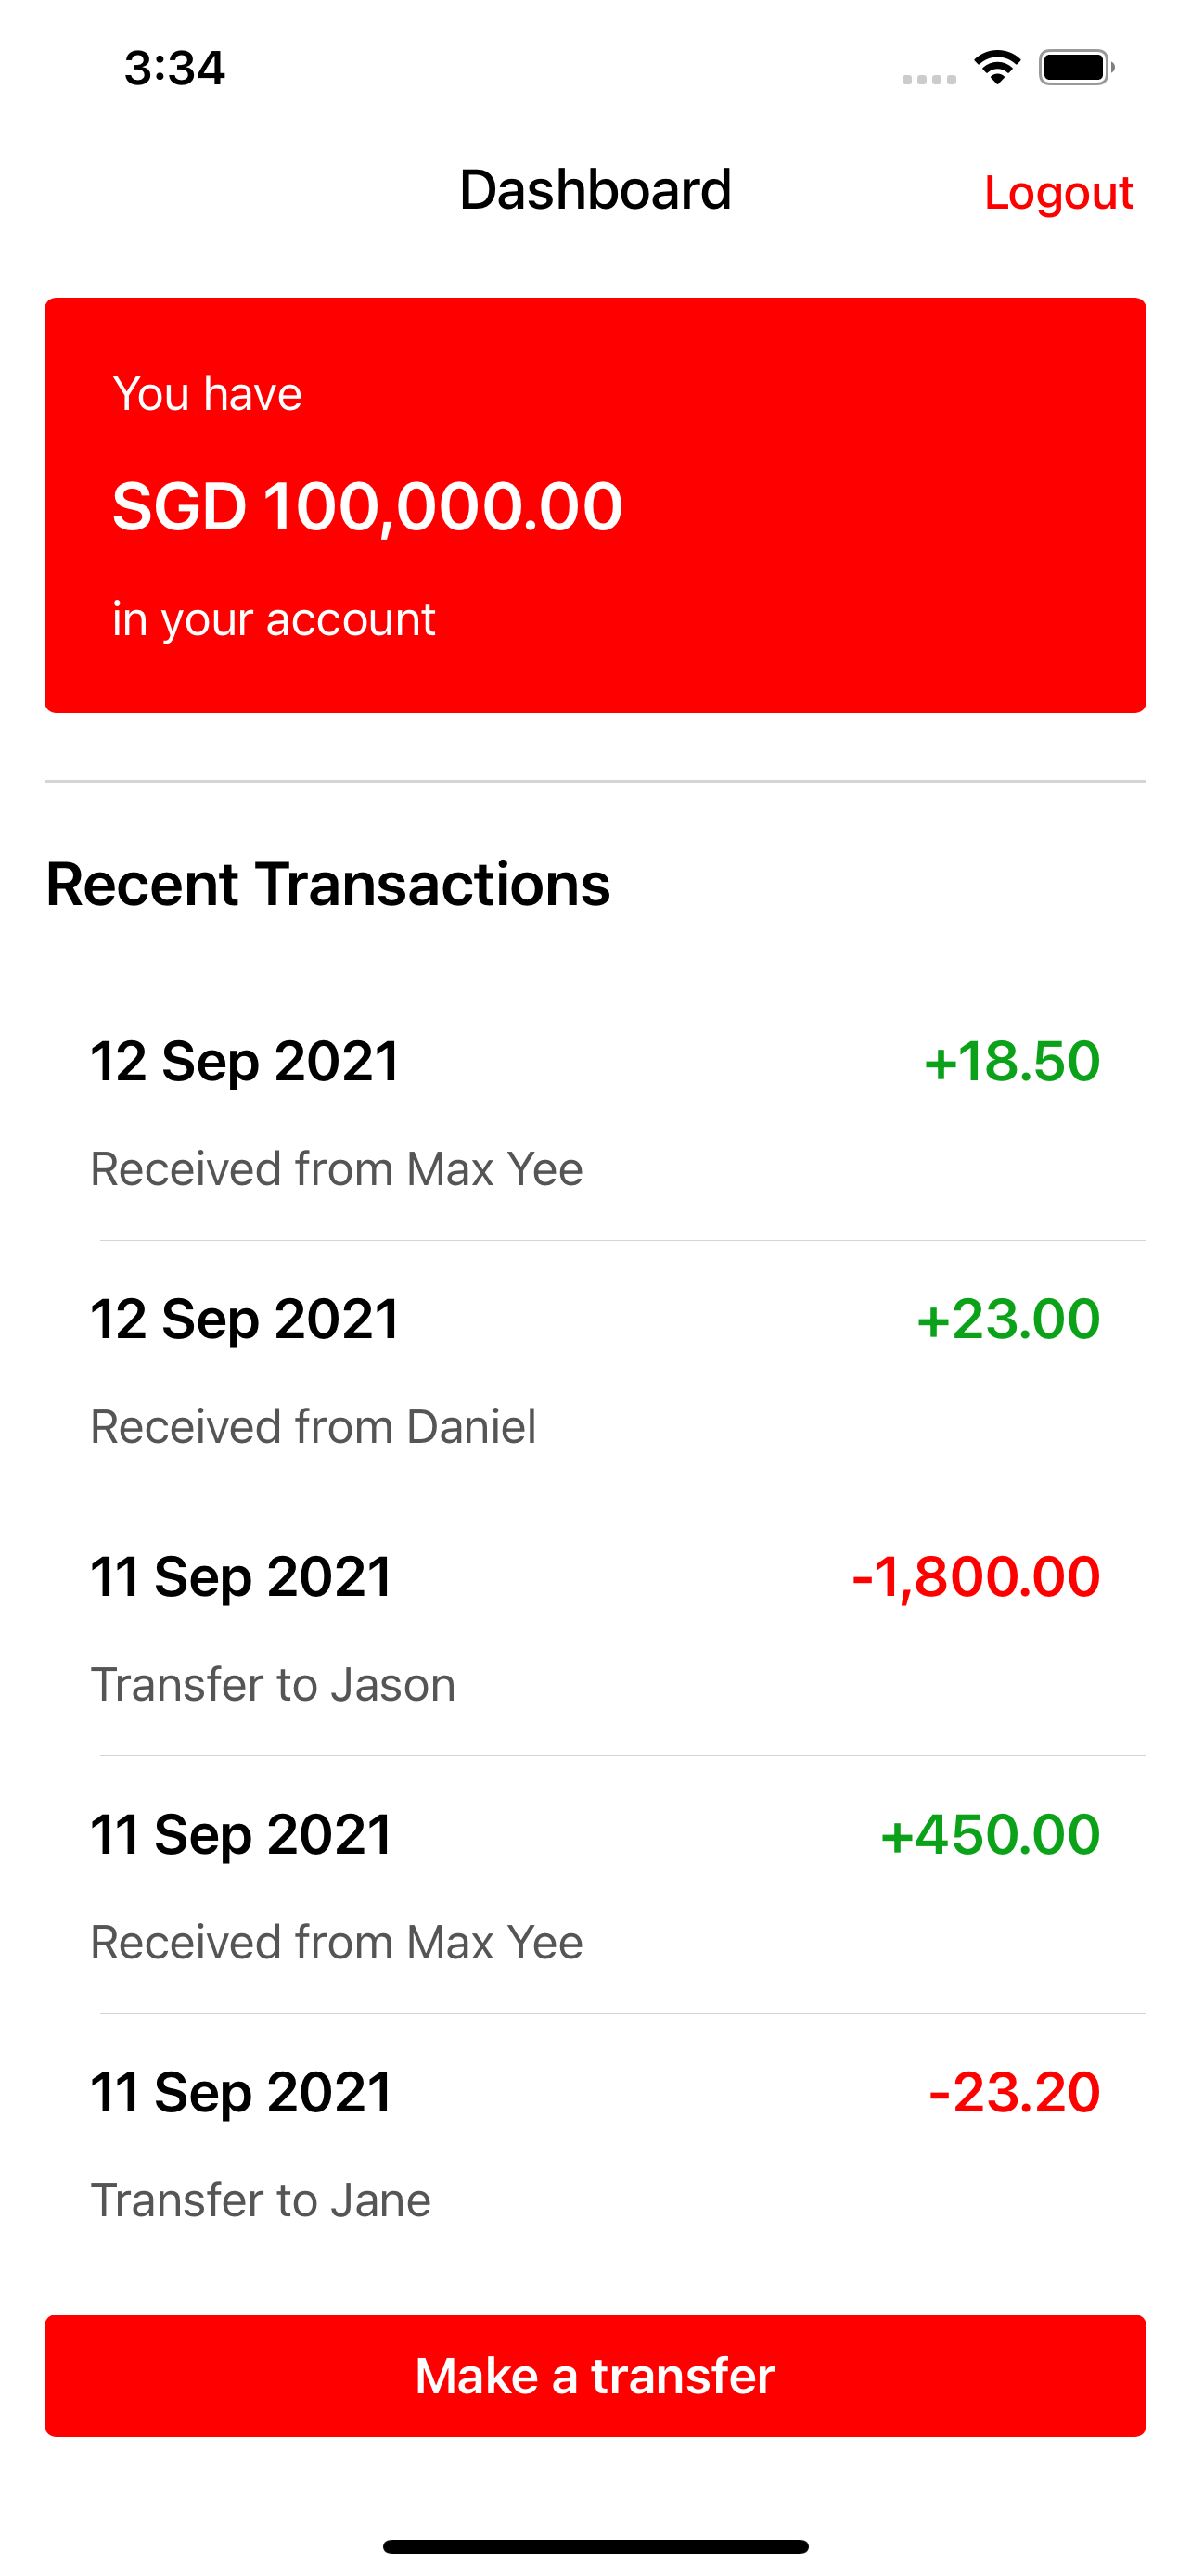 3:34
Dashboard
Logout
You have
SGD 100,000.00
in your account
Recent Transactions
12 Sep 2021
+18.50
Received from Max Yee
12 Sep 2021
+23.00
Received from Daniel
11 Sep 2021
-1,800.00
Transfer to Jason
11 Sep 2021
+450.00
Received from Max Yee
11 Sep 2021
-23.20
Transfer to Jane
Make a transfer